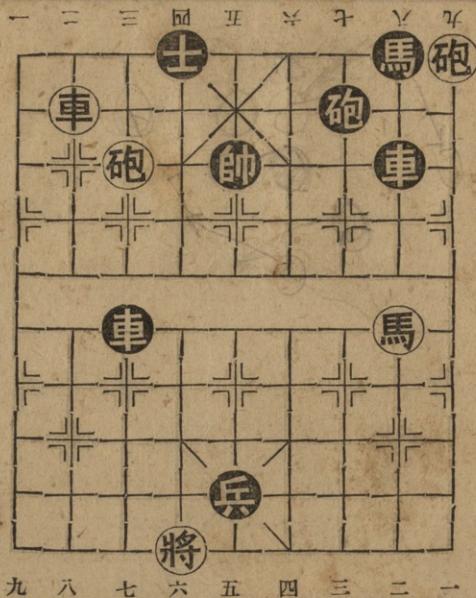 一 二 三 四 五 六 七 八 九
士 馬 砲
車 砲
砲 帥 車
車 馬
兵
將
九 八 七 六 五 四 三 二 一